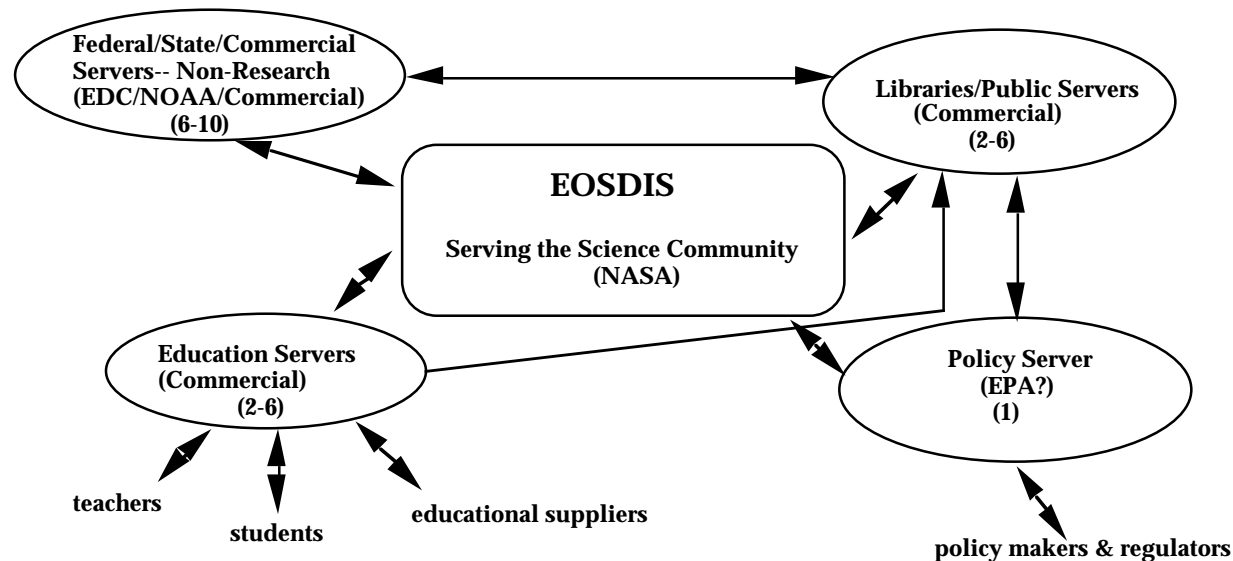 Federal/State/Commercial
Servers-- Non-Research
(EDC/NOAA/Commercial)
(6-10)
Libraries/Public Servers
(Commercial)
(2-6)
EOSDIS
Serving the Science Community
(NASA)
Education Servers
(Commercial)
(2-6)
Policy Server
(EPA?)
(1)
teachers
students
educational suppliers
policy makers & regulators